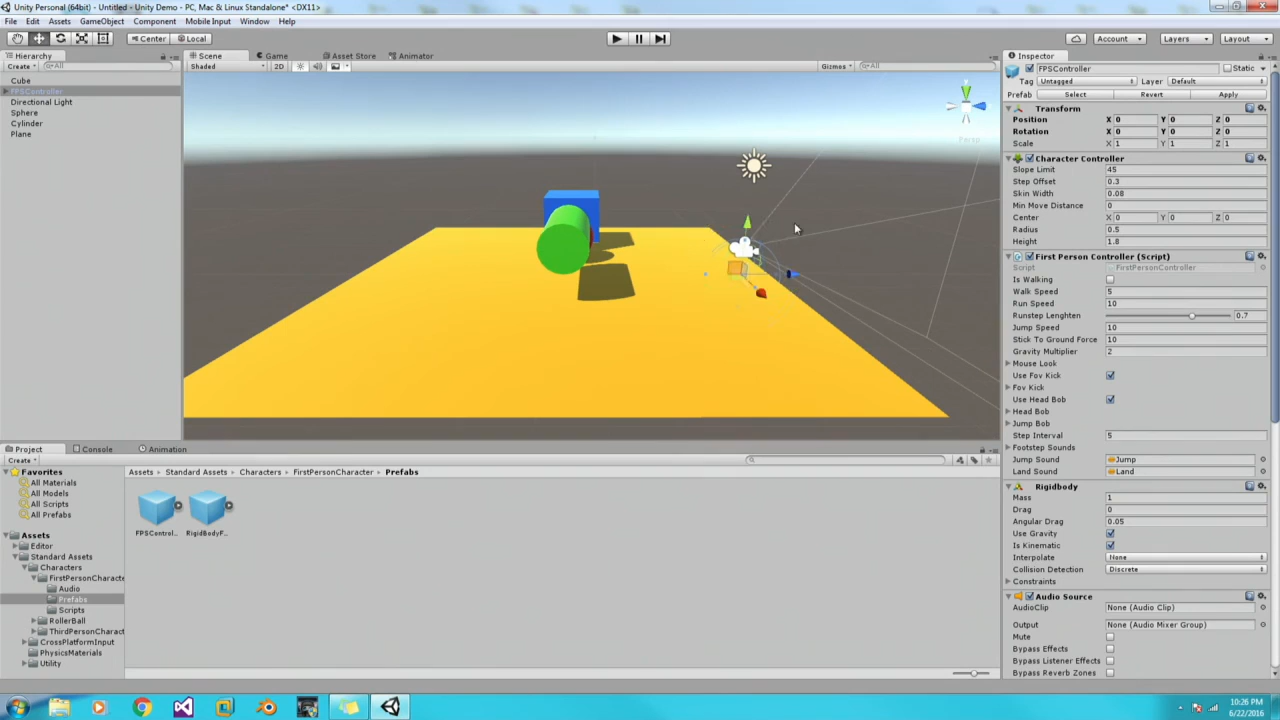 Unity Personal (64bit) - Untitled - Unity Demo - PC, Mac & Linux Standalone* <DX11>
File Edit Assets GameObject Component Mobile Input Window Help
Center Local Account Layers Layout
Hierarchy
Create All
Cube
FPSController
Directional Light
Sphere
Cylinder
Plane
Scene Game Asset Store Animator
Shaded 2D Gizmos All
Persp
Inspector
FPSController Static
Tag Untagged Layer Default
Prefab Select Revert Apply
Transform
Position X 0 Y 0 Z 0
Rotation X 0 Y 0 Z 0
Scale X 1 Y 1 Z 1
Character Controller
Slope Limit 45
Step Offset 0.3
Skin Width 0.08
Min Move Distance 0
Center X 0 Y 0 Z 0
Radius 0.5
Height 1.8
First Person Controller (Script)
Script FirstPersonController
Is Walking
Walk Speed 5
Run Speed 10
Runstep Lenghten 0.7
Jump Speed 10
Stick To Ground Force 10
Gravity Multiplier 2
Mouse Look
Use Fov Kick
Fov Kick
Use Head Bob
Head Bob
Jump Bob
Step Interval 5
Footstep Sounds
Jump Sound Jump
Land Sound Land
Rigidbody
Mass 1
Drag 0
Angular Drag 0.05
Use Gravity
Is Kinematic
Interpolate None
Collision Detection Discrete
Constraints
Audio Source
AudioClip None (Audio Clip)
Output None (Audio Mixer Group)
Mute
Bypass Effects
Bypass Listener Effects
Bypass Reverb Zones
Project Console Animation
Create
Favorites
All Materials
All Models
All Scripts
All Prefabs
Assets
Editor
Standard Assets
Characters
FirstPersonCharacte
Audio
Prefabs
Scripts
RollerBall
ThirdPersonCharact
CrossPlatformInput
PhysicsMaterials
Utility
Assets Standard Assets Characters FirstPersonCharacter Prefabs
FPSControl... RigidBodyF...
10:26 PM
6/22/2016